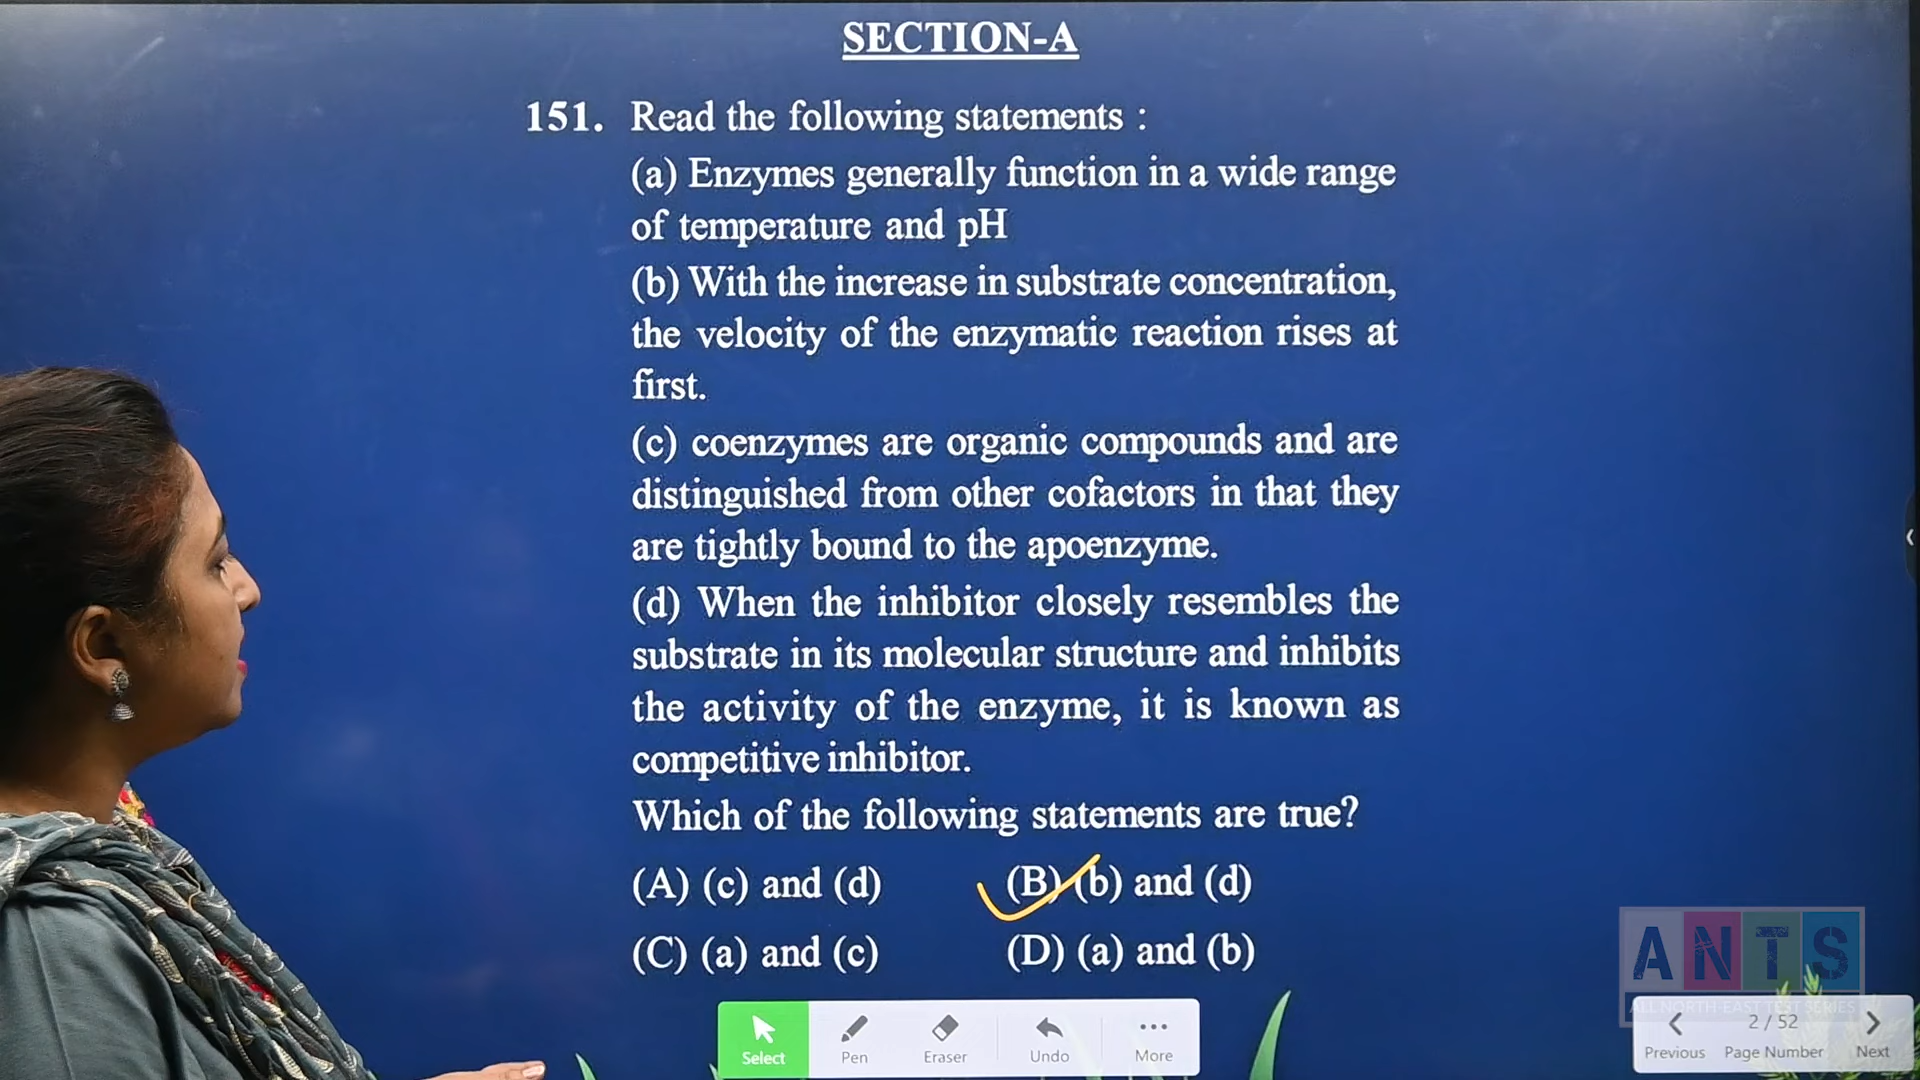 SECTION-A
151. Read the following statements :
(a) Enzymes generally function in a wide range
of temperature and pH
(b) With the increase in substrate concentration,
the velocity of the enzymatic reaction rises at
first.
(c) coenzymes are organic compounds and are
distinguished from other cofactors in that they
are tightly bound to the apoenzyme.
(d) When the inhibitor closely resembles the
substrate in its molecular structure and inhibits
the activity of the enzyme, it is known as
competitive inhibitor.
Which of the following statements are true?
(A) (c) and (d) (B) (b) and (d)
(C) (a) and (c) (D) (a) and (b)
ANTS
ALL NORTH-EAST TEST SERIES
2 / 52
Select Pen Eraser Undo More
Previous Page Number Next